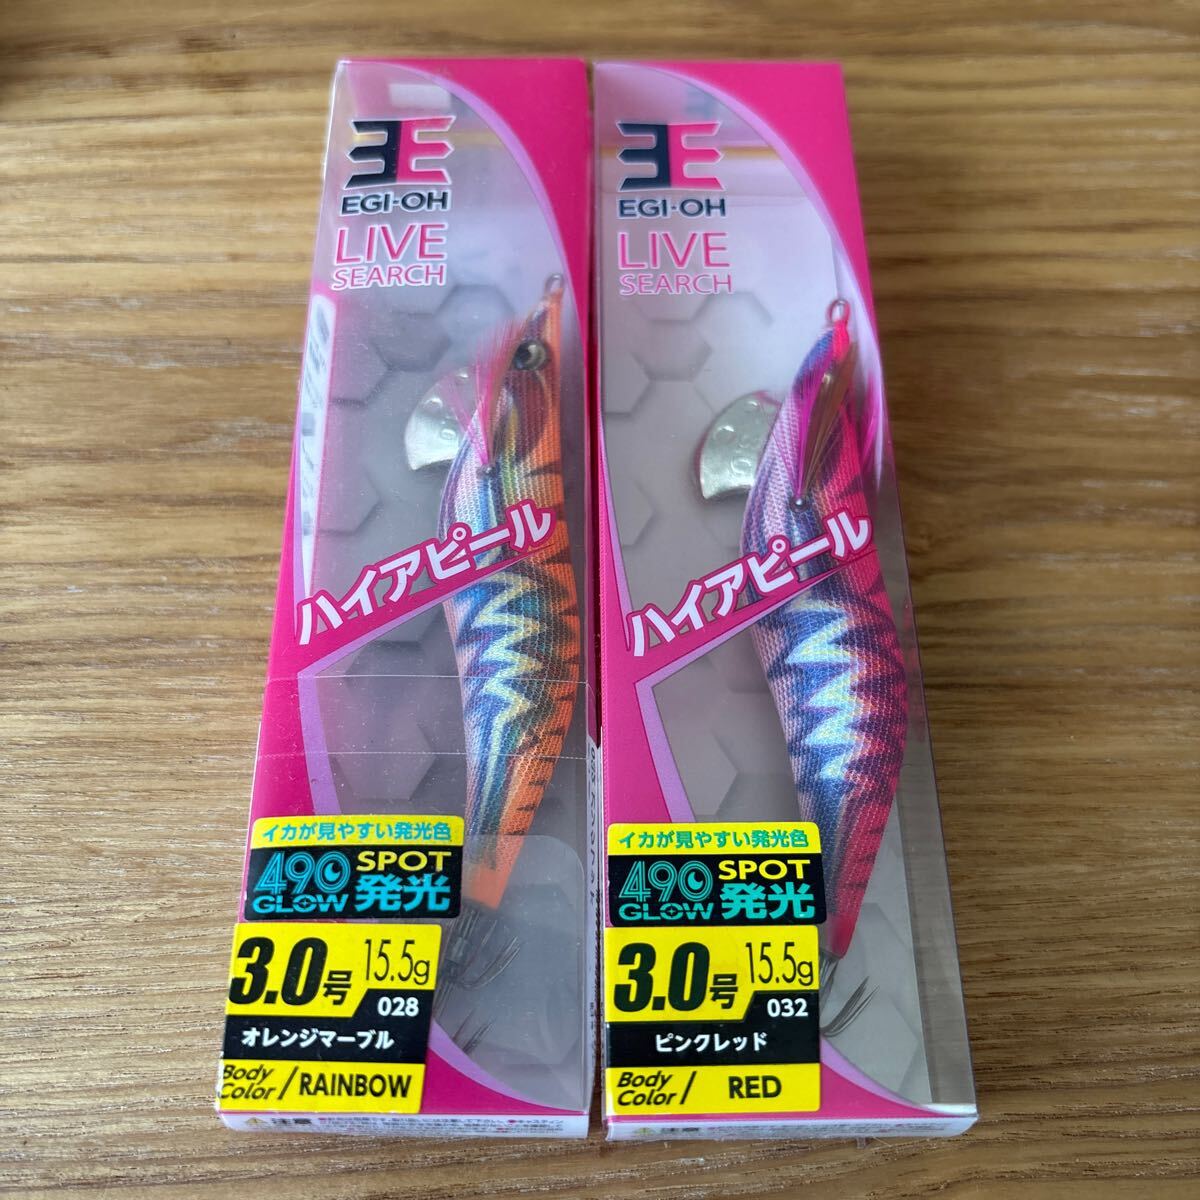 EGI-OH
LIVE
SEARCH
ハイアピール
イカが見やすい発光色
490
GLOW
SPOT
発光
3.0号
15.5g
028
オレンジマーブル
Body
Color
/ RAINBOW
注意
EGI-OH
LIVE
SEARCH
ハイアピール
イカが見やすい発光色
490
GLOW
SPOT
発光
3.0号
15.5g
032
ピンクレッド
Body
Color
/ RED
注意